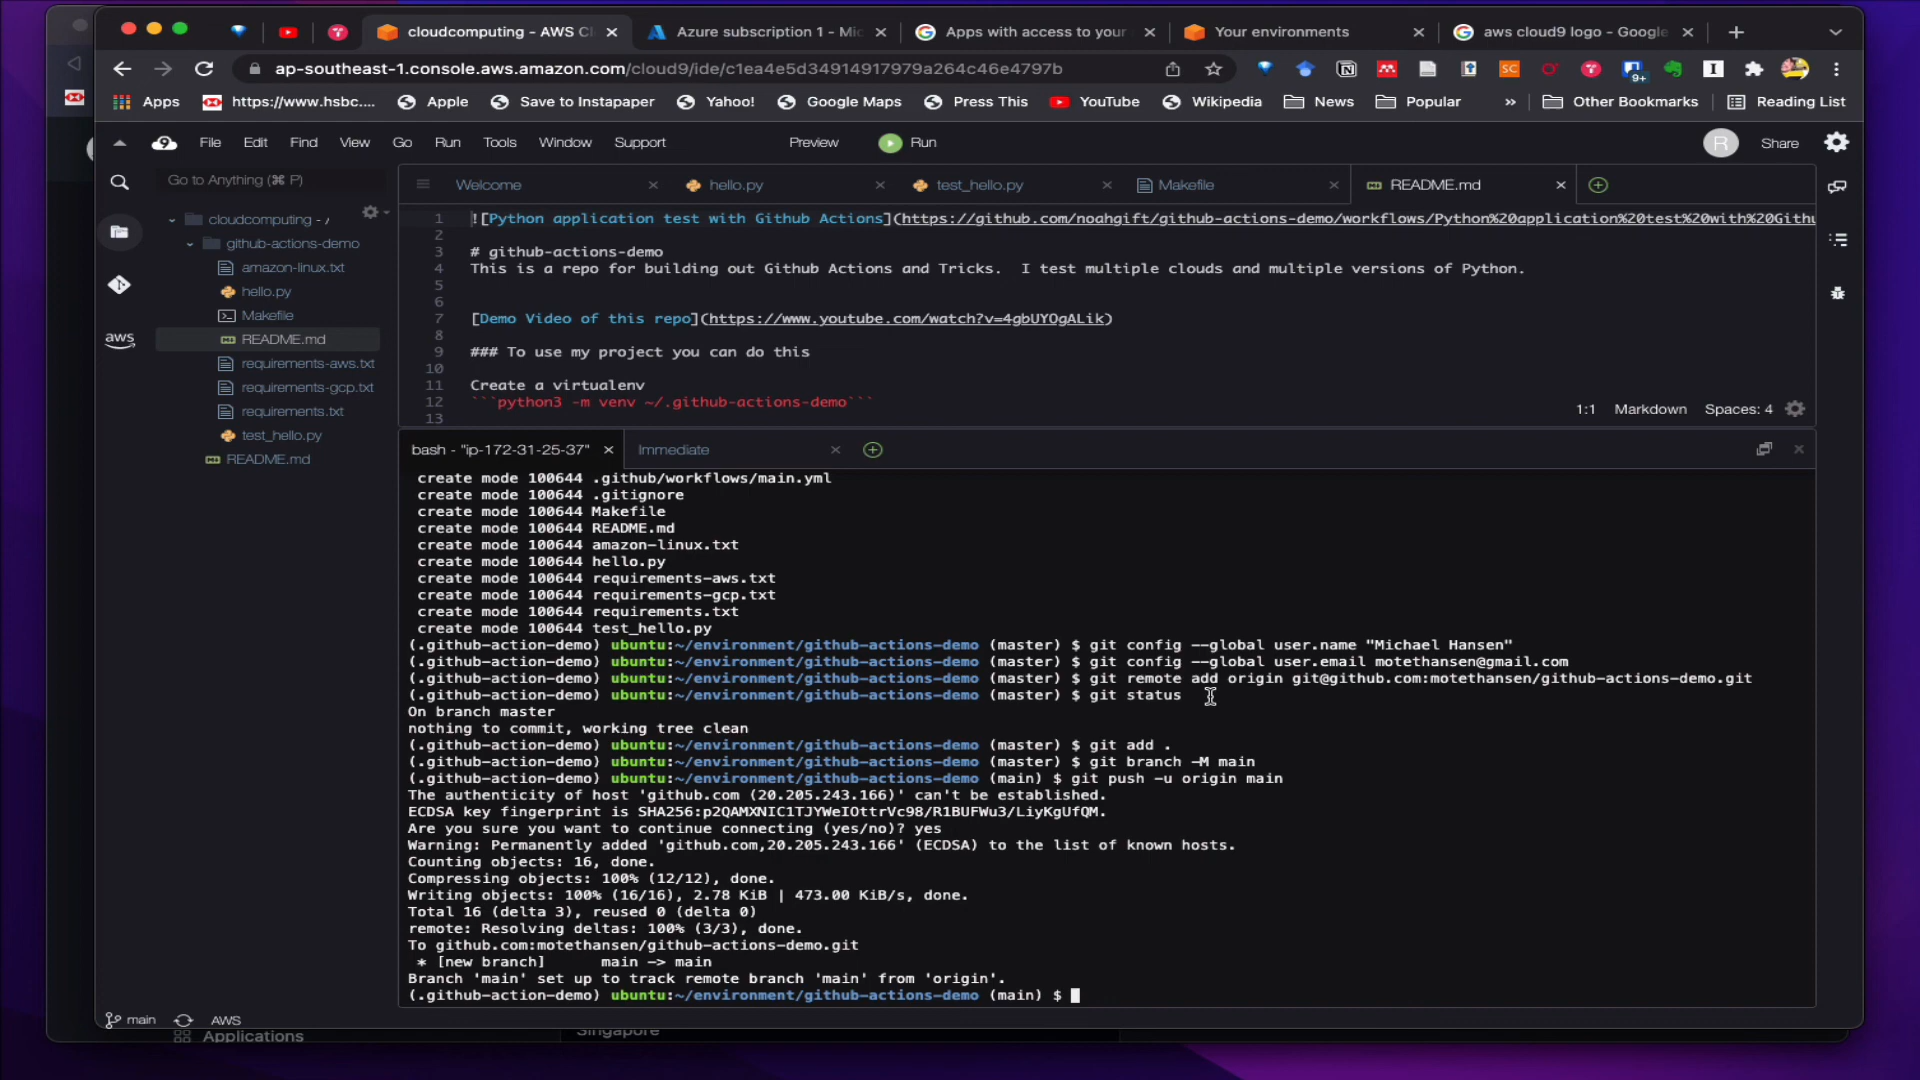 cloudcomputing - AWS Cl
Azure subscription 1 - Mic
Apps with access to your
Your environments
aws cloud9 logo - Google
ap-southeast-1.console.aws.amazon.com/cloud9/ide/c1ea4e5d34914917979a264c46e4797b
9+
Apps
https://www.hsbc....
Apple
Save to Instapaper
Yahoo!
Google Maps
Press This
YouTube
Wikipedia
News
Popular
»
Other Bookmarks
Reading List
9 File Edit Find View Go Run Tools Window Support
Preview
Run
R
Share
Go to Anything (⌘ P)
Welcome
hello.py
test_hello.py
Makefile
README.md
cloudcomputing - /
github-actions-demo
amazon-linux.txt
hello.py
Makefile
README.md
requirements-aws.txt
requirements-gcp.txt
requirements.txt
test_hello.py
README.md
aws
1 ![Python application test with Github Actions](https://github.com/noahgift/github-actions-demo/workflows/Python%20application%20test%20with%20Githu
2
3 # github-actions-demo
4 This is a repo for building out Github Actions and Tricks.  I test multiple clouds and multiple versions of Python.
5
6
7 [Demo Video of this repo](https://www.youtube.com/watch?v=4gbUYOgALik)
8
9 ### To use my project you can do this
10
11 Create a virtualenv
12 ```python3 -m venv ~/.github-actions-demo```
13
1:1 Markdown Spaces: 4
bash - "ip-172-31-25-37"
Immediate
create mode 100644 .github/workflows/main.yml
create mode 100644 .gitignore
create mode 100644 Makefile
create mode 100644 README.md
create mode 100644 amazon-linux.txt
create mode 100644 hello.py
create mode 100644 requirements-aws.txt
create mode 100644 requirements-gcp.txt
create mode 100644 requirements.txt
create mode 100644 test_hello.py
(.github-action-demo) ubuntu:~/environment/github-actions-demo (master) $ git config --global user.name "Michael Hansen"
(.github-action-demo) ubuntu:~/environment/github-actions-demo (master) $ git config --global user.email motethansen@gmail.com
(.github-action-demo) ubuntu:~/environment/github-actions-demo (master) $ git remote add origin git@github.com:motethansen/github-actions-demo.git
(.github-action-demo) ubuntu:~/environment/github-actions-demo (master) $ git status
On branch master
nothing to commit, working tree clean
(.github-action-demo) ubuntu:~/environment/github-actions-demo (master) $ git add .
(.github-action-demo) ubuntu:~/environment/github-actions-demo (master) $ git branch -M main
(.github-action-demo) ubuntu:~/environment/github-actions-demo (main) $ git push -u origin main
The authenticity of host 'github.com (20.205.243.166)' can't be established.
ECDSA key fingerprint is SHA256:p2QAMXNIC1TJYWeIOttrVc98/R1BUFWu3/LiyKgUfQM.
Are you sure you want to continue connecting (yes/no)? yes
Warning: Permanently added 'github.com,20.205.243.166' (ECDSA) to the list of known hosts.
Counting objects: 16, done.
Compressing objects: 100% (12/12), done.
Writing objects: 100% (16/16), 2.78 KiB | 473.00 KiB/s, done.
Total 16 (delta 3), reused 0 (delta 0)
remote: Resolving deltas: 100% (3/3), done.
To github.com:motethansen/github-actions-demo.git
* [new branch]      main -> main
Branch 'main' set up to track remote branch 'main' from 'origin'.
(.github-action-demo) ubuntu:~/environment/github-actions-demo (main) $
main AWS
Applications
Singapore